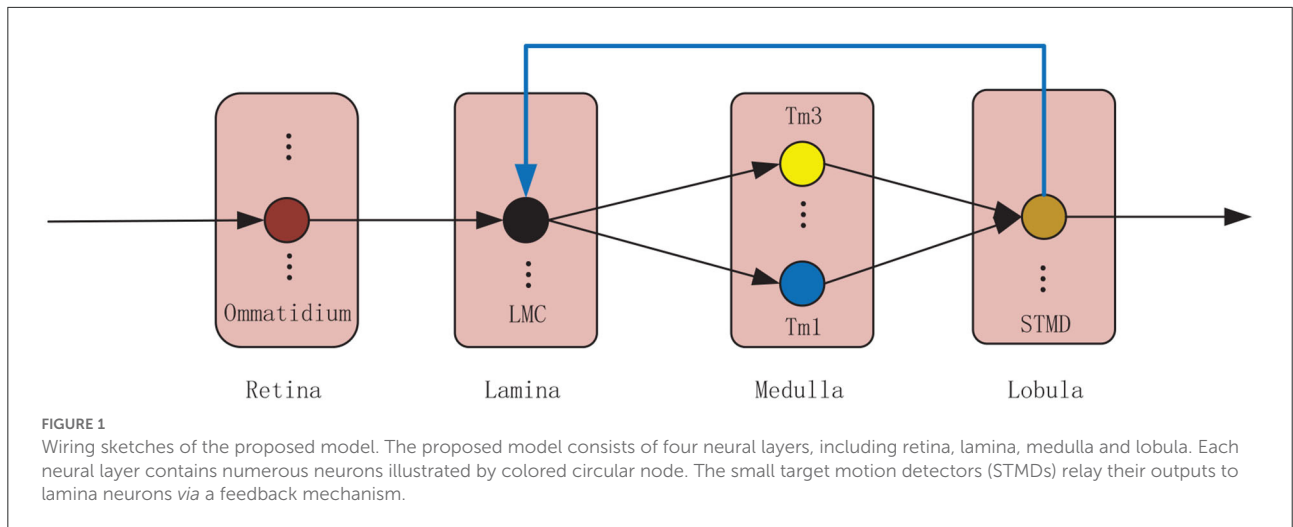 Tm3
Ommatidium
LMC
Tm1
STMD
Retina
Lamina
Medulla
Lobula
FIGURE 1
Wiring sketches of the proposed model. The proposed model consists of four neural layers, including retina, lamina, medulla and lobula. Each
neural layer contains numerous neurons illustrated by colored circular node. The small target motion detectors (STMDs) relay their outputs to
lamina neurons via a feedback mechanism.